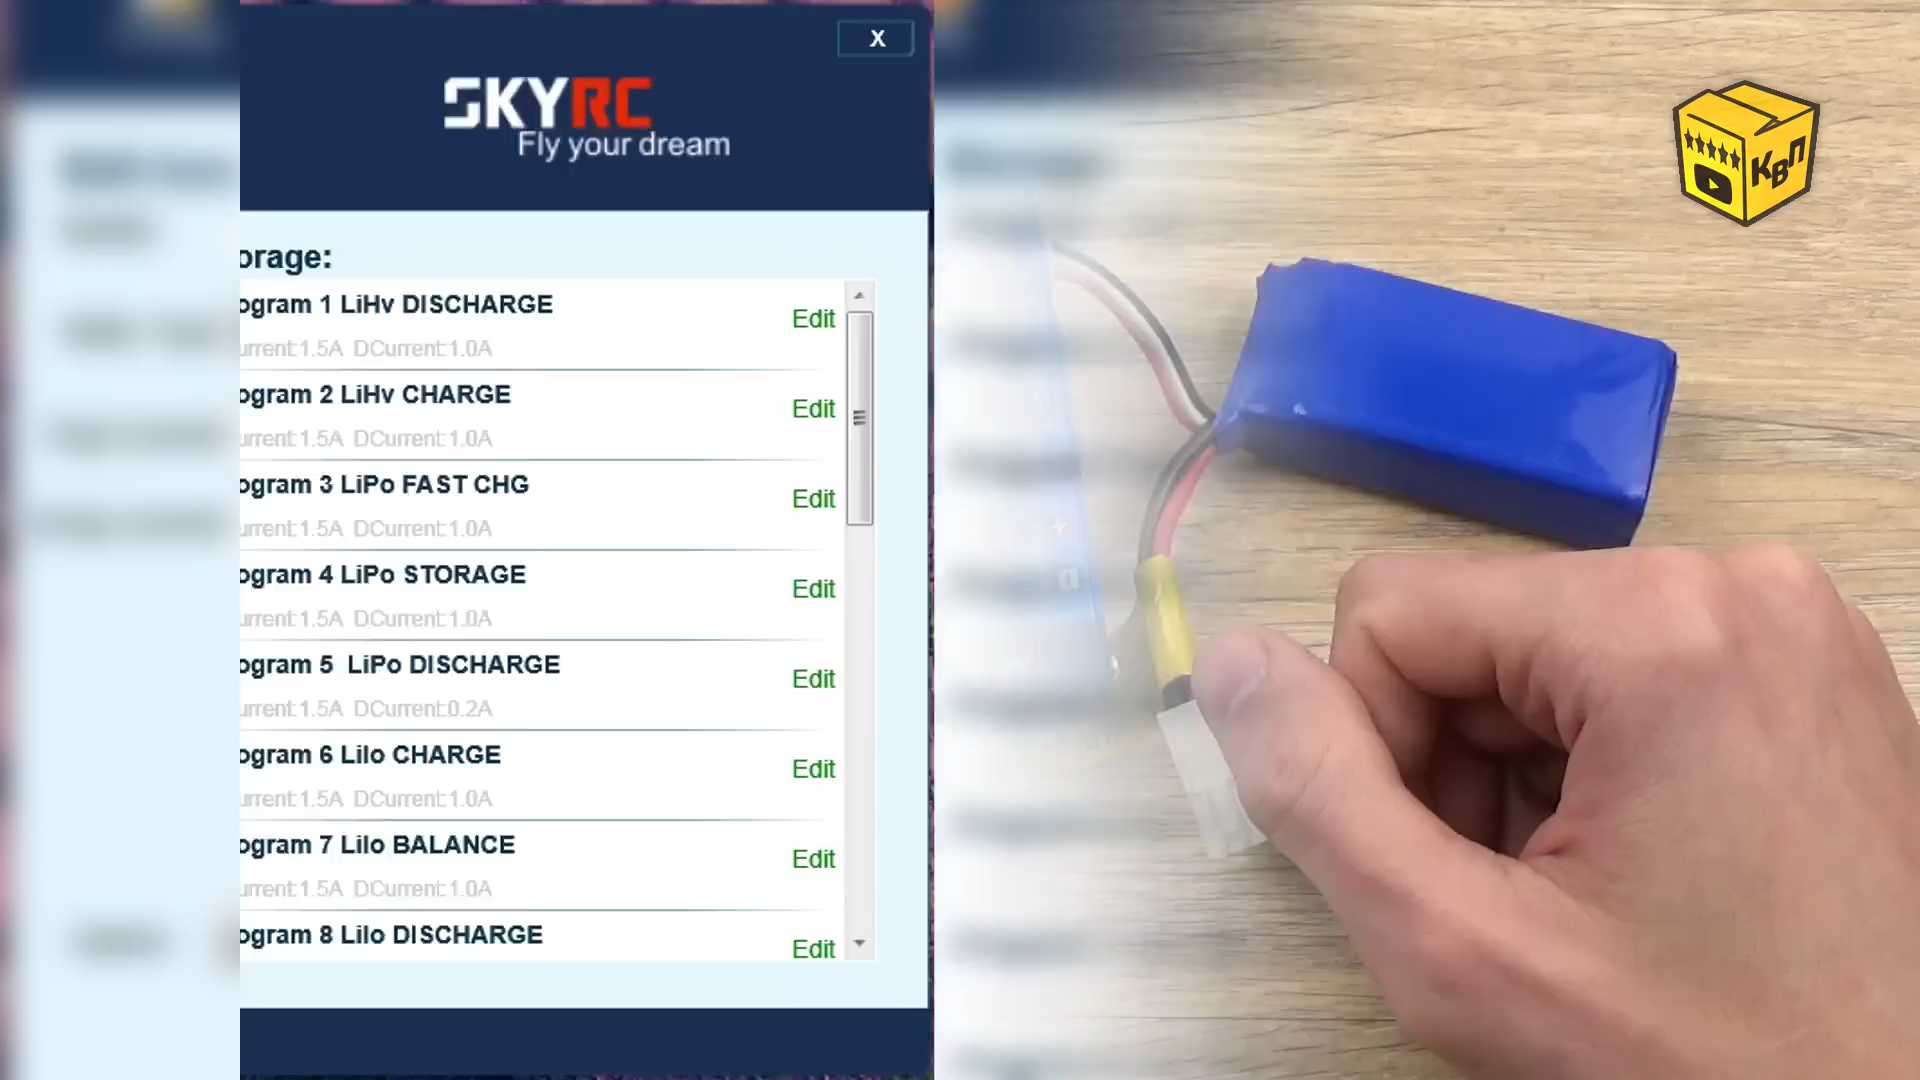 X
SKYRC
Fly your dream
orage:
ogram 1 LiHv DISCHARGE
Edit
urrent:1.5A DCurrent:1.0A
ogram 2 LiHv CHARGE
Edit
urrent:1.5A DCurrent:1.0A
ogram 3 LiPo FAST CHG
Edit
urrent:1.5A DCurrent:1.0A
ogram 4 LiPo STORAGE
Edit
urrent:1.5A DCurrent:1.0A
ogram 5 LiPo DISCHARGE
Edit
urrent:1.5A DCurrent:0.2A
ogram 6 LiIo CHARGE
Edit
urrent:1.5A DCurrent:1.0A
ogram 7 LiIo BALANCE
Edit
urrent:1.5A DCurrent:1.0A
ogram 8 LiIo DISCHARGE
Edit
КВП